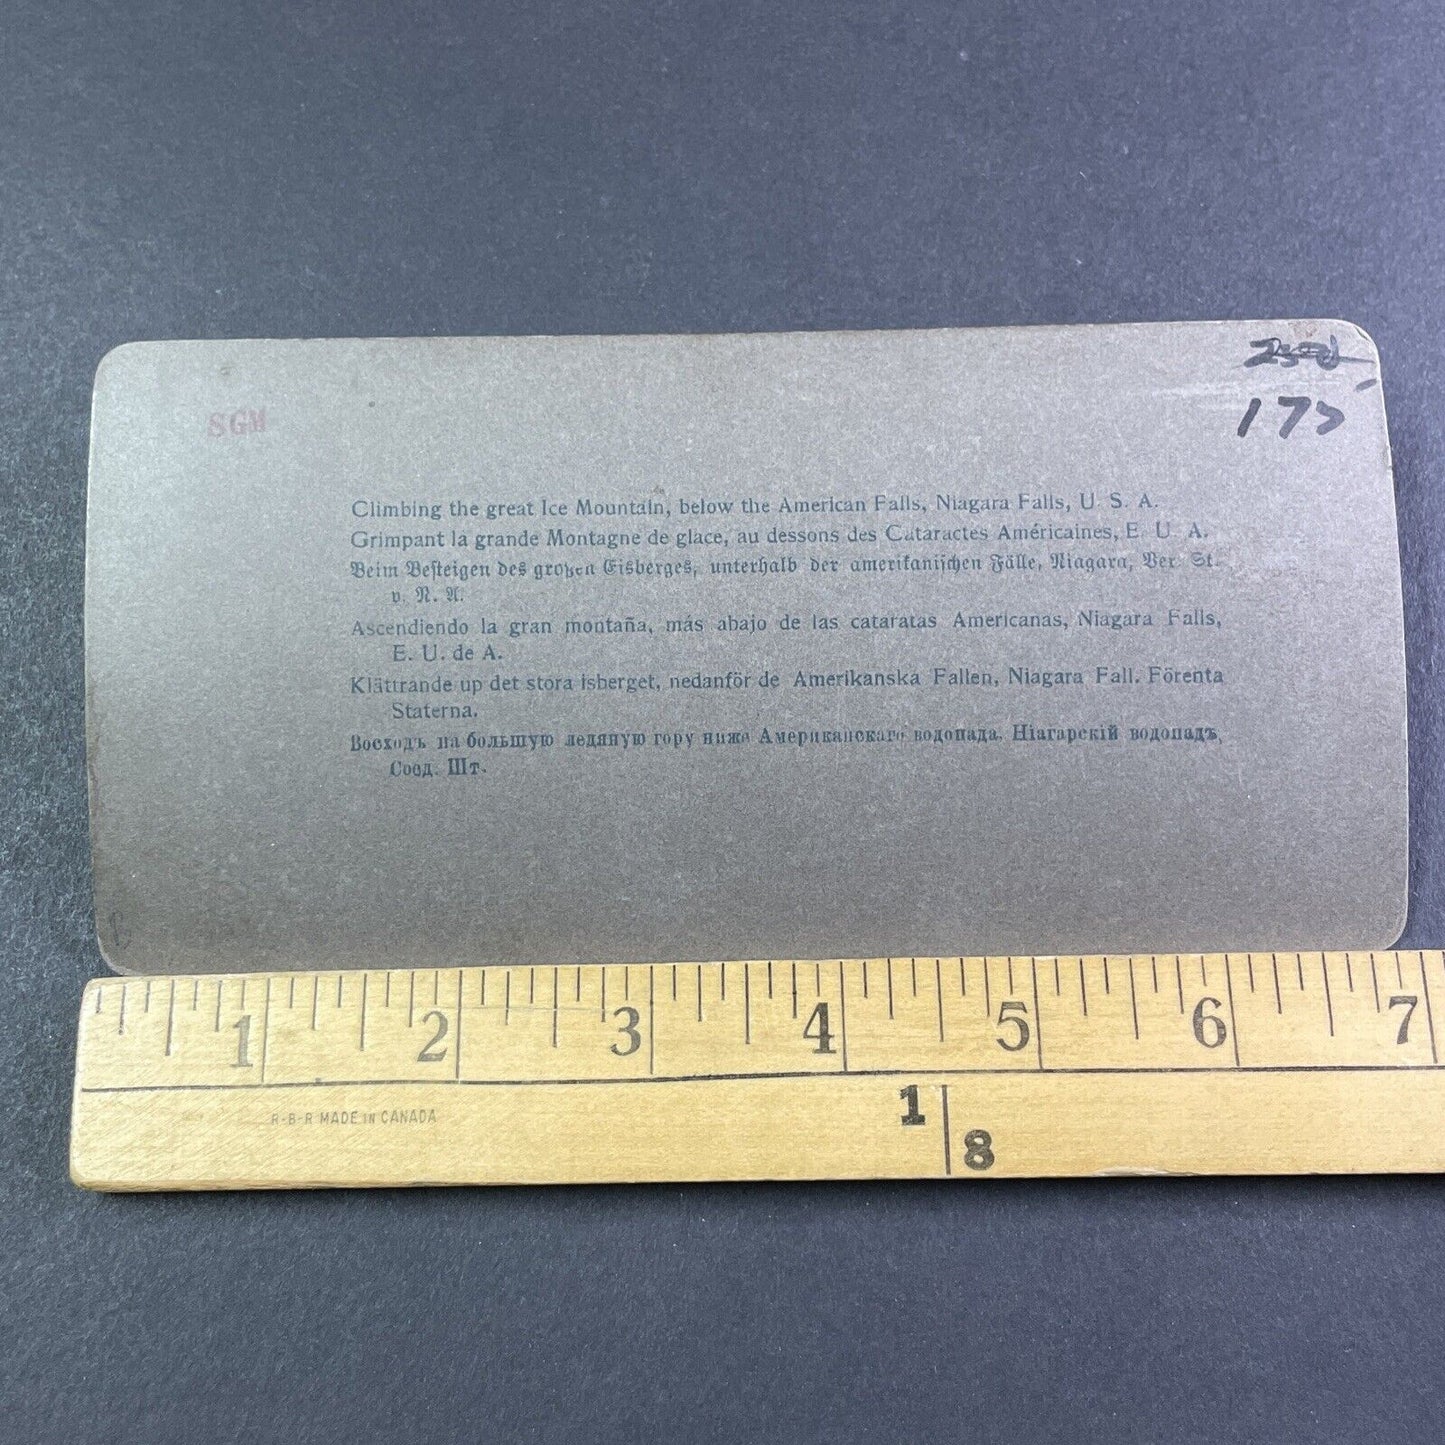 SGM
175
Climbing the great Ice Mountain, below the American Falls, Niagara Falls, U. S. A.
Grimpant la grande Montagne de glace, au dessons des Cataractes Américaines, E. U. A.
Beim Besteigen des großen Eisberges, unterhalb der amerikanischen Fälle, Niagara, Ver. St.
v. N. A.
Ascendiendo la gran montaña, más abajo de las cataratas Americanas, Niagara Falls,
E. U. de A.
Klättrande up det stora isberget, nedanför de Amerikanska Fallen, Niagara Fall. Förenta
Staterna.
Восходъ на большую ледяную гору ниже Американскаго водопада, Ніагарскій водопадъ,
Соед. Шт.
1 2 3 4 5 6 7
R-B-R MADE IN CANADA
1
8